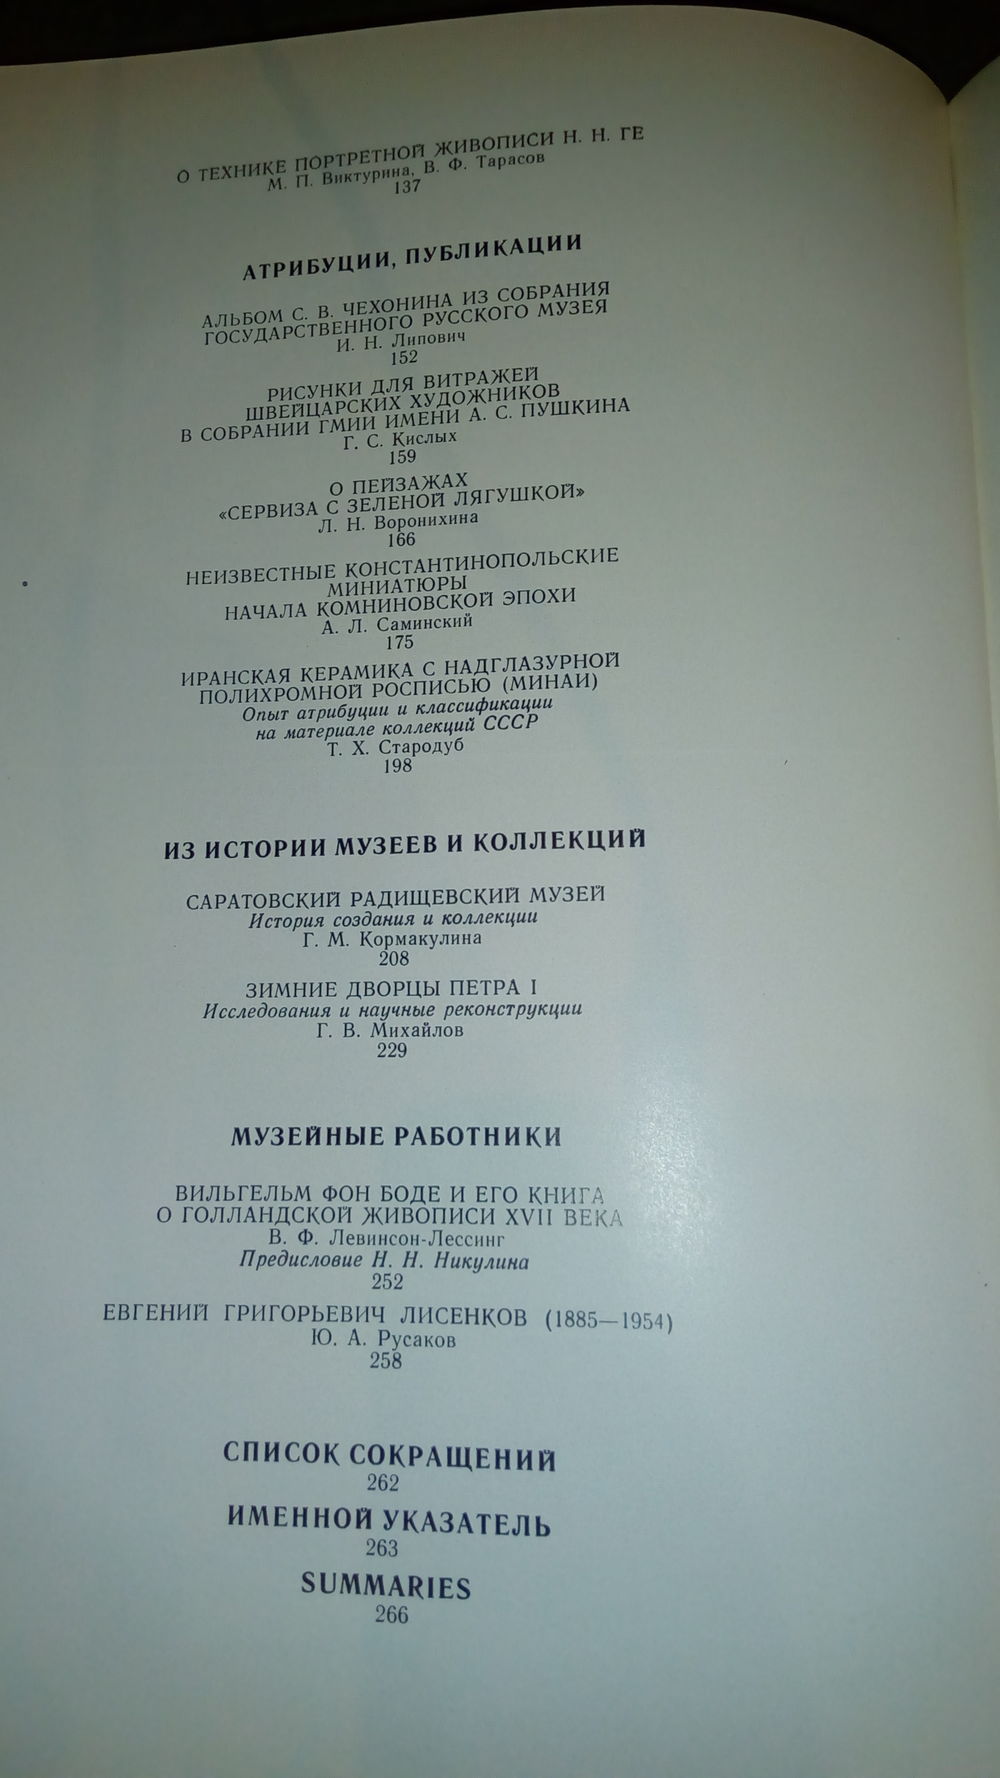 О ТЕХНИКЕ ПОРТРЕТНОЙ ЖИВОПИСИ Н. Н. ГЕ
М. П. Виктурина, В. Ф. Тарасов
137
АТРИБУЦИИ, ПУБЛИКАЦИИ
АЛЬБОМ С. В. ЧЕХОНИНА ИЗ СОБРАНИЯ
ГОСУДАРСТВЕННОГО РУССКОГО МУЗЕЯ
И. Н. Липович
152
РИСУНКИ ДЛЯ ВИТРАЖЕЙ
ШВЕЙЦАРСКИХ ХУДОЖНИКОВ
В СОБРАНИИ ГМИИ ИМЕНИ А. С. ПУШКИНА
Г. С. Кислых
159
О ПЕЙЗАЖАХ
«СЕРВИЗА С ЗЕЛЕНОЙ ЛЯГУШКОЙ»
Л. Н. Воронихина
166
НЕИЗВЕСТНЫЕ КОНСТАНТИНОПОЛЬСКИЕ
МИНИАТЮРЫ
НАЧАЛА КОМНИНОВСКОЙ ЭПОХИ
А. Л. Саминский
175
ИРАНСКАЯ КЕРАМИКА С НАДГЛАЗУРНОЙ
ПОЛИХРОМНОЙ РОСПИСЬЮ (МИНАИ)
Опыт атрибуции и классификации
на материале коллекций СССР
Т. Х. Стародуб
198
ИЗ ИСТОРИИ МУЗЕЕВ И КОЛЛЕКЦИЙ
САРАТОВСКИЙ РАДИЩЕВСКИЙ МУЗЕЙ
История создания и коллекции
Г. М. Кормакулина
208
ЗИМНИЕ ДВОРЦЫ ПЕТРА I
Исследования и научные реконструкции
Г. В. Михайлов
229
МУЗЕЙНЫЕ РАБОТНИКИ
ВИЛЬГЕЛЬМ ФОН БОДЕ И ЕГО КНИГА
О ГОЛЛАНДСКОЙ ЖИВОПИСИ XVII ВЕКА
В. Ф. Левинсон-Лессинг
Предисловие Н. Н. Никулина
252
ЕВГЕНИЙ ГРИГОРЬЕВИЧ ЛИСЕНКОВ (1885—1954)
Ю. А. Русаков
258
СПИСОК СОКРАЩЕНИЙ
262
ИМЕННОЙ УКАЗАТЕЛЬ
263
SUMMARIES
266